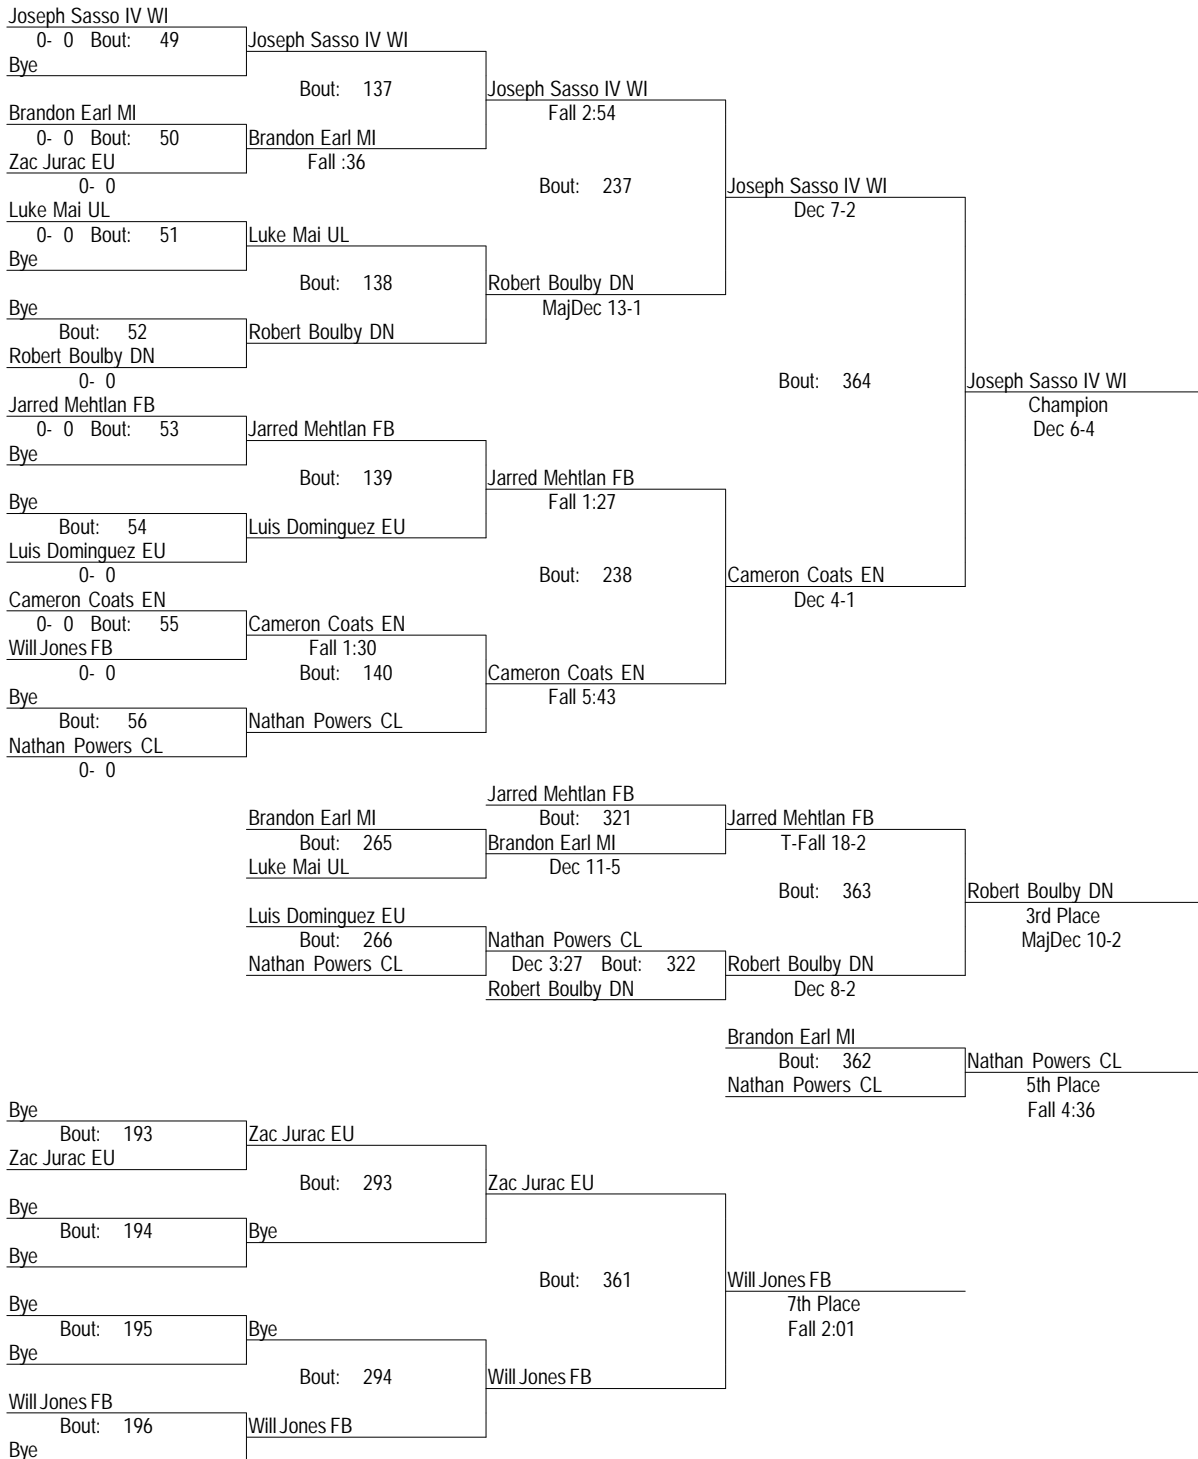 Joseph Sasso IV WI
0- 0 Bout: 49
Bye
Joseph Sasso IV WI
Bout: 137
Brandon Earl MI
0- 0 Bout: 50
Zac Jurac EU
0- 0
Brandon Earl MI
Fall :36
Joseph Sasso IV WI
Fall 2:54
Bout: 237
Luke Mai UL
0- 0 Bout: 51
Bye
Luke Mai UL
Bout: 138
Bye
Bout: 52
Robert Boulby DN
0- 0
Robert Boulby DN
Robert Boulby DN
MajDec 13-1
Joseph Sasso IV WI
Dec 7-2
Bout: 364
Jarred Mehtlan FB
0- 0 Bout: 53
Bye
Jarred Mehtlan FB
Bout: 139
Bye
Bout: 54
Luis Dominguez EU
0- 0
Luis Dominguez EU
Jarred Mehtlan FB
Fall 1:27
Bout: 238
Cameron Coats EN
0- 0 Bout: 55
Will Jones FB
0- 0
Cameron Coats EN
Fall 1:30
Bout: 140
Bye
Bout: 56
Nathan Powers CL
0- 0
Nathan Powers CL
Cameron Coats EN
Fall 5:43
Cameron Coats EN
Dec 4-1
Joseph Sasso IV WI
Champion
Dec 6-4
Jarred Mehtlan FB
Bout: 321
Brandon Earl MI
Bout: 265
Luke Mai UL
Brandon Earl MI
Dec 11-5
Jarred Mehtlan FB
T-Fall 18-2
Bout: 363
Luis Dominguez EU
Bout: 266
Nathan Powers CL
Nathan Powers CL
Dec 3:27 Bout: 322
Robert Boulby DN
Robert Boulby DN
Dec 8-2
Robert Boulby DN
3rd Place
MajDec 10-2
Brandon Earl MI
Bout: 362
Nathan Powers CL
Nathan Powers CL
5th Place
Fall 4:36
Bye
Bout: 193
Zac Jurac EU
Zac Jurac EU
Bout: 293
Bye
Bout: 194
Bye
Bye
Zac Jurac EU
Bout: 361
Bye
Bout: 195
Bye
Bye
Bout: 294
Will Jones FB
Bout: 196
Bye
Will Jones FB
Will Jones FB
Will Jones FB
7th Place
Fall 2:01